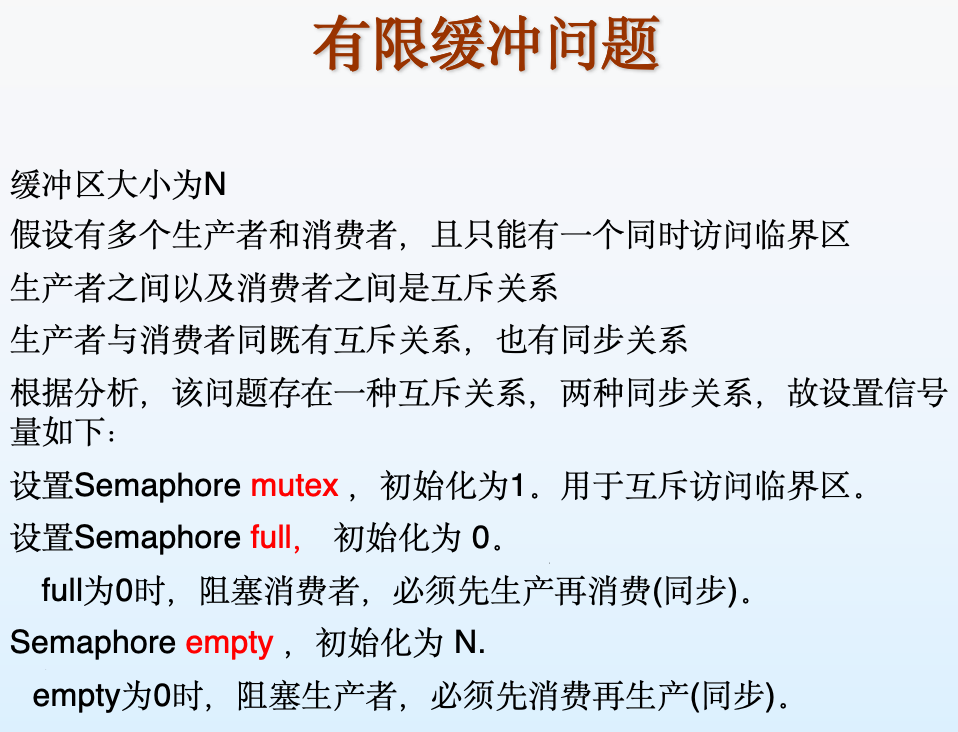 有限缓冲问题
缓冲区大小为N
假设有多个生产者和消费者，且只能有一个同时访问临界区
生产者之间以及消费者之间是互斥关系
生产者与消费者同既有互斥关系，也有同步关系
根据分析，该问题存在一种互斥关系，两种同步关系，故设置信号
量如下：
设置Semaphore mutex ，初始化为1。用于互斥访问临界区。
设置Semaphore full， 初始化为 0。
full为0时，阻塞消费者，必须先生产再消费(同步)。
Semaphore empty ，初始化为 N.
empty为0时，阻塞生产者，必须先消费再生产(同步)。